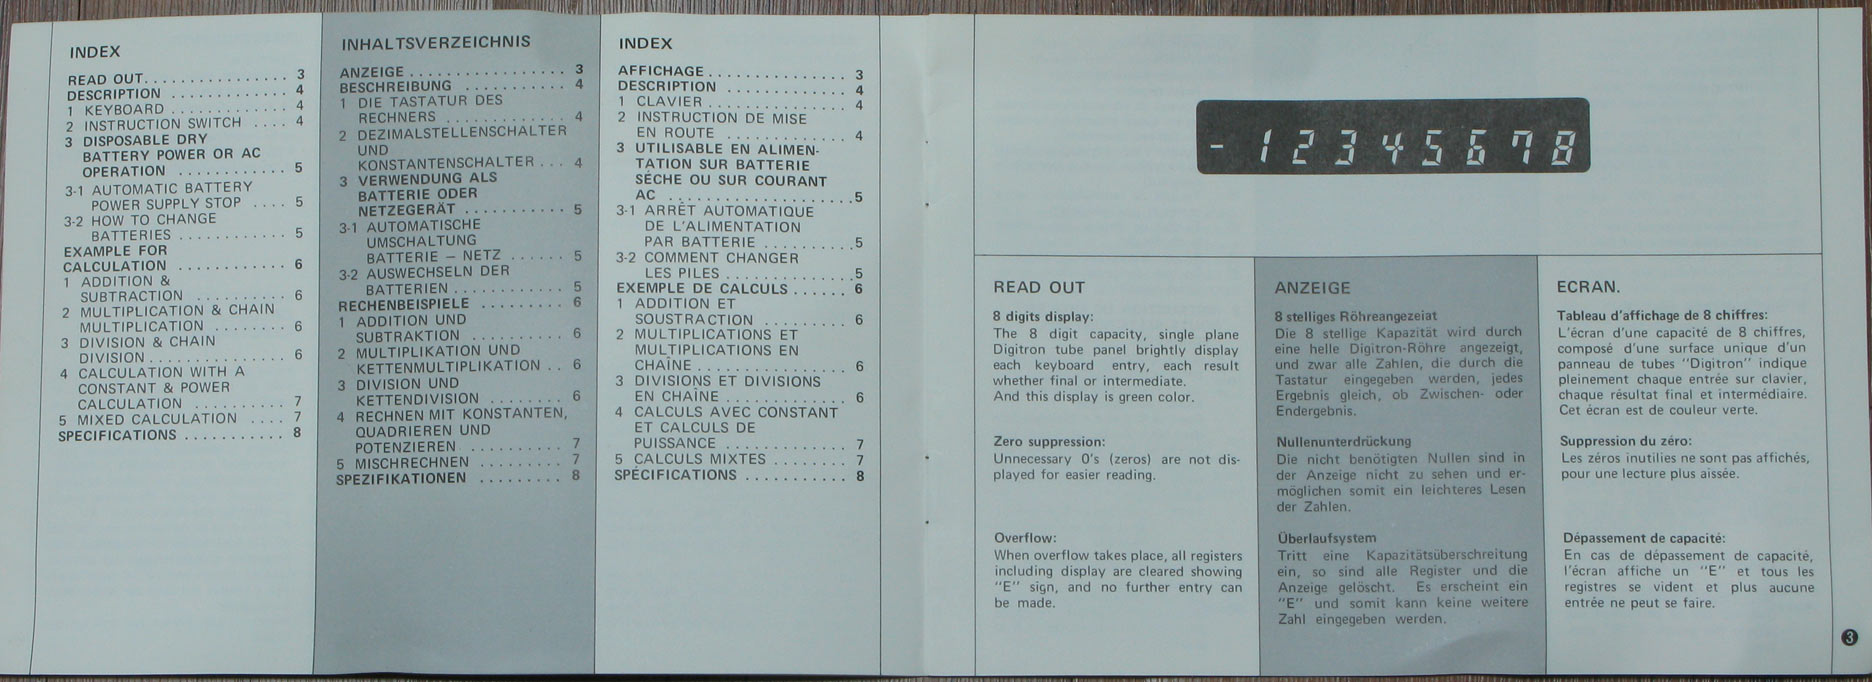 INDEX
READ OUT. . . . . . . . . . . . . . . . 3
DESCRIPTION . . . . . . . . . . . . . 4
1 KEYBOARD . . . . . . . . . . . . 4
2 INSTRUCTION SWITCH . . . . 4
3 DISPOSABLE DRY
BATTERY POWER OR AC
OPERATION . . . . . . . . . . . . 5
3-1 AUTOMATIC BATTERY
POWER SUPPLY STOP . . . . 5
3-2 HOW TO CHANGE
BATTERIES . . . . . . . . . . . 5
EXAMPLE FOR
CALCULATION . . . . . . . . . . . . 6
1 ADDITION &
SUBTRACTION . . . . . . . . . . 6
2 MULTIPLICATION & CHAIN
MULTIPLICATION . . . . . . . . 6
3 DIVISION & CHAIN
DIVISION . . . . . . . . . . . . . . . 6
4 CALCULATION WITH A
CONSTANT & POWER
CALCULATION . . . . . . . . . . 7
5 MIXED CALCULATION . . . . 7
SPECIFICATIONS . . . . . . . . . . . 8
INHALTSVERZEICHNIS
ANZEIGE . . . . . . . . . . . . . . . . . 3
BESCHREIBUNG . . . . . . . . . . . 4
1 DIE TASTATUR DES
RECHNERS . . . . . . . . . . . . 4
2 DEZIMALSTELLENSCHALTER
UND
KONSTANTENSCHALTER . . . 4
3 VERWENDUNG ALS
BATTERIE ODER
NETZEGERÄT . . . . . . . . . . . 5
3-1 AUTOMATISCHE
UMSCHALTUNG
BATTERIE – NETZ . . . . . . 5
3-2 AUSWECHSELN DER
BATTERIEN . . . . . . . . . . . . 5
RECHENBEISPIELE . . . . . . . . . 6
1 ADDITION UND
SUBTRAKTION . . . . . . . . . . 6
2 MULTIPLIKATION UND
KETTENMULTIPLIKATION . . 6
3 DIVISION UND
KETTENDIVISION . . . . . . . . 6
4 RECHNEN MIT KONSTANTEN,
QUADRIEREN UND
POTENZIEREN . . . . . . . . . . 7
5 MISCHRECHNEN . . . . . . . . . 7
SPEZIFIKATIONEN . . . . . . . . . 8
INDEX
AFFICHAGE . . . . . . . . . . . . . . . 3
DESCRIPTION . . . . . . . . . . . . . 4
1 CLAVIER . . . . . . . . . . . . . . . 4
2 INSTRUCTION DE MISE
EN ROUTE . . . . . . . . . . . . 4
3 UTILISABLE EN ALIMEN-
TATION SUR BATTERIE
SÉCHE OU SUR COURANT
AC . . . . . . . . . . . . . . . . . . .5
3-1 ARRÊT AUTOMATIQUE
DE L'ALIMENTATION
PAR BATTERIE . . . . . . . . . .5
3-2 COMMENT CHANGER
LES PILES . . . . . . . . . . . . . .5
EXEMPLE DE CALCULS . . . . . . 6
1 ADDITION ET
SOUSTRACTION . . . . . . . . 6
2 MULTIPLICATIONS ET
MULTIPLICATIONS EN
CHAÎNE . . . . . . . . . . . . . . . 6
3 DIVISIONS ET DIVISIONS
EN CHAÎNE . . . . . . . . . . . . 6
4 CALCULS AVEC CONSTANT
ET CALCULS DE
PUISSANCE . . . . . . . . . . . . 7
5 CALCULS MIXTES . . . . . . . . 7
SPÉCIFICATIONS . . . . . . . . . . . 8
- 1 2 3 4 5 6 7 8
READ OUT
8 digits display:
The 8 digit capacity, single plane
Digitron tube panel brightly display
each keyboard entry, each result
whether final or intermediate.
And this display is green color.
Zero suppression:
Unnecessary 0's (zeros) are not dis-
played for easier reading.
Overflow:
When overflow takes place, all registers
including display are cleared showing
"E" sign, and no further entry can
be made.
ANZEIGE
8 stelliges Röhreangezeiat
Die 8 stellige Kapazität wird durch
eine helle Digitron-Röhre angezeigt,
und zwar alle Zahlen, die durch die
Tastatur eingegeben werden, jedes
Ergebnis gleich, ob Zwischen- oder
Endergebnis.
Nullenunterdrückung
Die nicht benötigten Nullen sind in
der Anzeige nicht zu sehen und er-
möglichen somit ein leichteres Lesen
der Zahlen.
Überlaufsystem
Tritt eine Kapazitätsüberschreitung
ein, so sind alle Register und die
Anzeige gelöscht. Es erscheint ein
"E" und somit kann keine weitere
Zahl eingegeben werden.
ECRAN.
Tableau d'affichage de 8 chiffres:
L'écran d'une capacité de 8 chiffres,
composé d'une surface unique d'un
panneau de tubes "Digitron" indique
pleinement chaque entrée sur clavier,
chaque résultat final et intermédiaire.
Cet écran est de couleur verte.
Suppression du zéro:
Les zéros inutilies ne sont pas affichés,
pour une lecture plus aissée.
Dépassement de capacité:
En cas de dépassement de capacité,
l'écran affiche un "E" et tous les
registres se vident et plus aucune
entrée ne peut se faire.
3